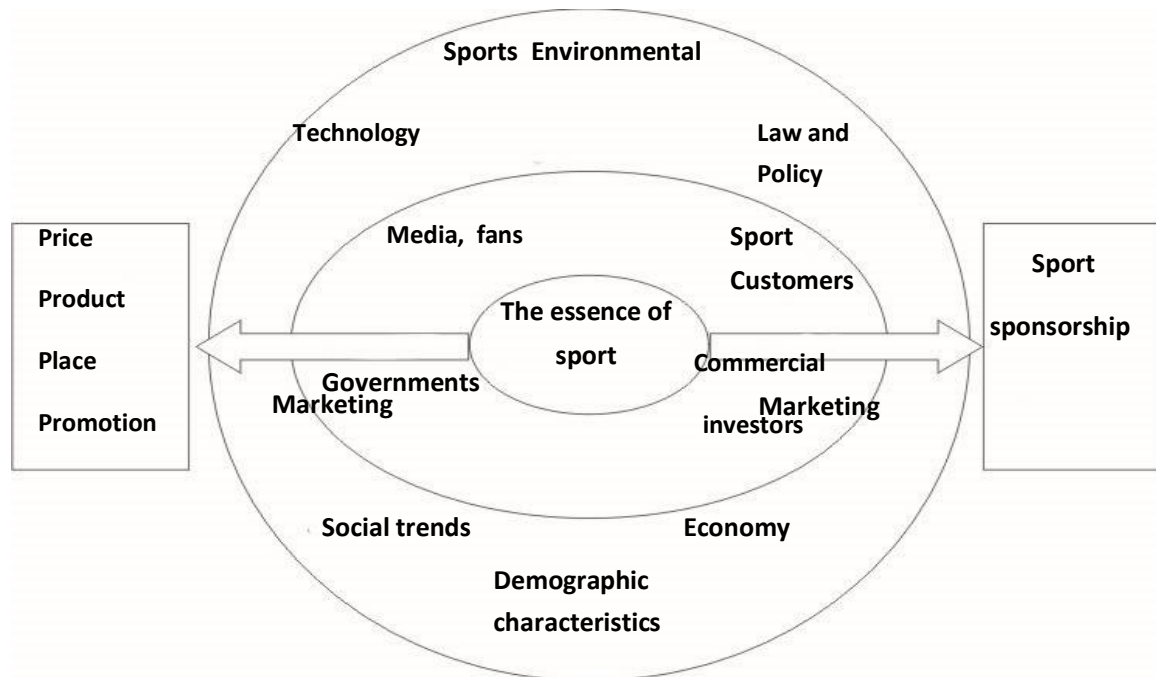 Sports Environmental
Technology
Law and
Policy
Price
Product
Place
Promotion
Media, fans
Sport
Customers
The essence of
sport
Sport
sponsorship
Governments
Marketing
Commercial
investors
Marketing
Social trends
Economy
Demographic
characteristics